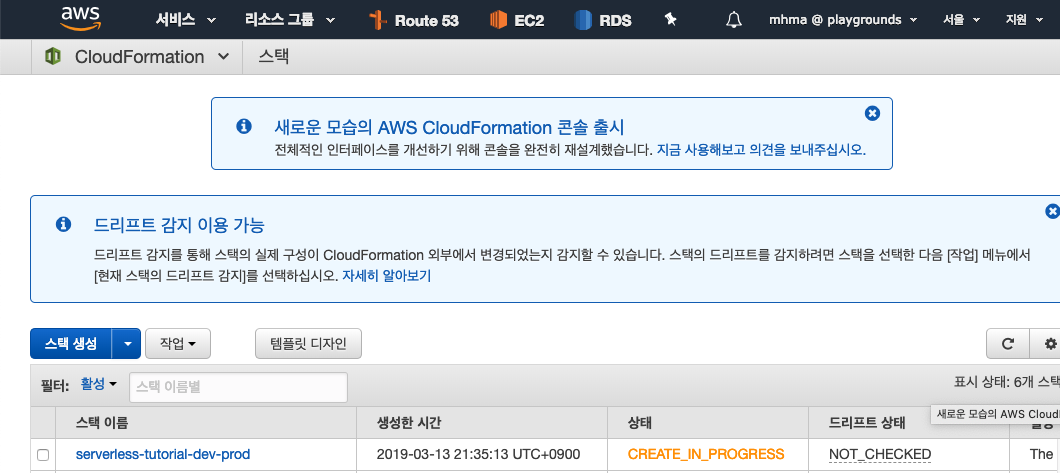 aws 서비스 리소스 그룹 Route 53 EC2 RDS mhma @ playgrounds 서울 지원
CloudFormation 스택
새로운 모습의 AWS CloudFormation 콘솔 출시
전체적인 인터페이스를 개선하기 위해 콘솔을 완전히 재설계했습니다. 지금 사용해보고 의견을 보내주십시오.
드리프트 감지 이용 가능
드리프트 감지를 통해 스택의 실제 구성이 CloudFormation 외부에서 변경되었는지 감지할 수 있습니다. 스택의 드리프트를 감지하려면 스택을 선택한 다음 [작업] 메뉴에서
[현재 스택의 드리프트 감지]를 선택하십시오. 자세히 알아보기
스택 생성 작업 템플릿 디자인
필터: 활성 스택 이름별 표시 상태: 6개 스택
새로운 모습의 AWS Cloud
스택 이름 생성한 시간 상태 드리프트 상태
serverless-tutorial-dev-prod 2019-03-13 21:35:13 UTC+0900 CREATE_IN_PROGRESS NOT_CHECKED The